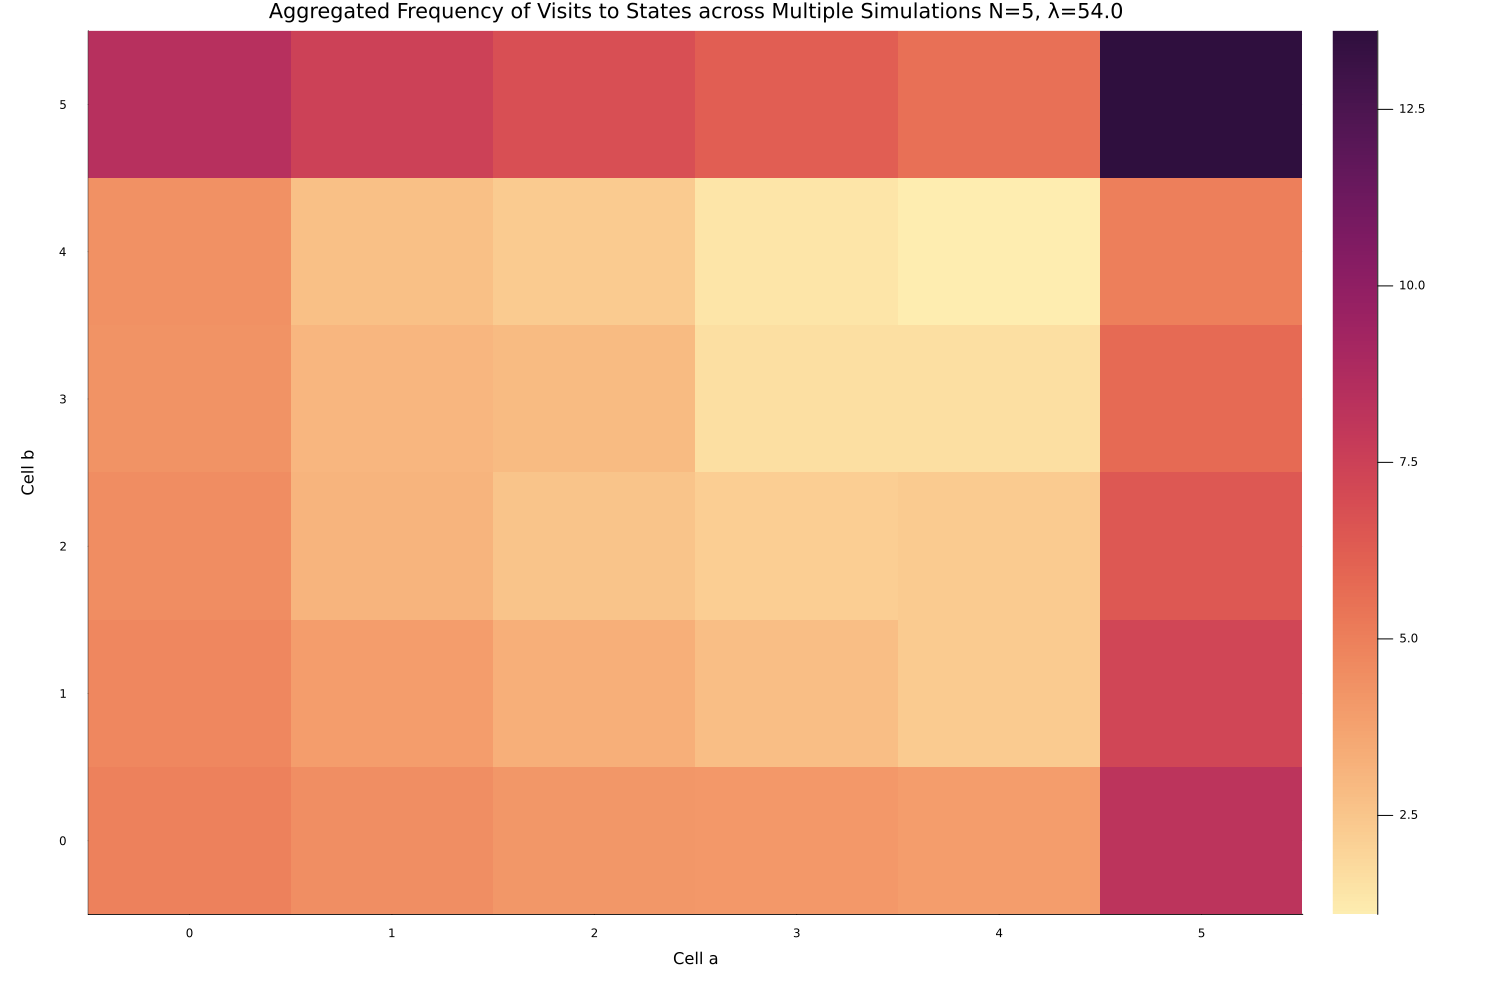 Aggregated Frequency of Visits to States across Multiple Simulations N=5, λ=54.0
5
4
3
2
1
0
Cell b
0 1 2 3 4 5
Cell a
12.5
10.0
7.5
5.0
2.5